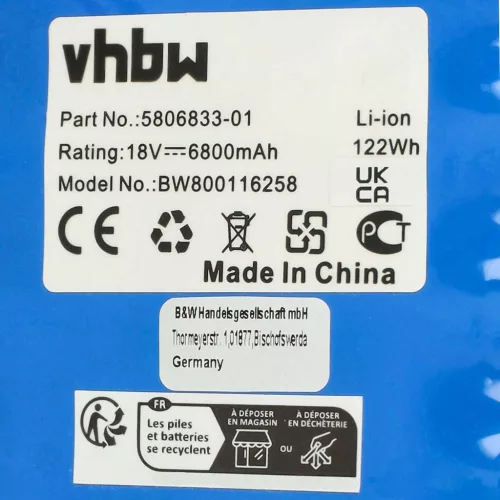 vhbw
Part No.:5806833-01 Li-ion
Rating:18V⎓6800mAh 122Wh
Model No.:BW800116258
UK
CA
CE PCT
Made In China
B&W Handelsgesellschaft mbH
Thormeyerstr. 1,01877,Bischofswerda
Germany
FR
Les piles
et batteries
se recyclent
À DÉPOSER
EN MAGASIN
OU
À DÉPOSER
EN DÉCHÈTERIE